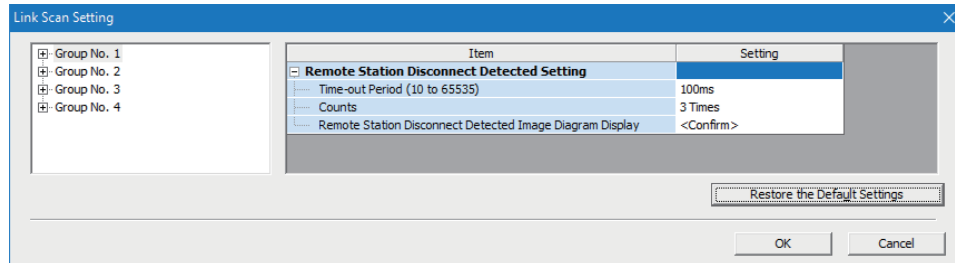 Link Scan Setting
Group No. 1
Group No. 2
Group No. 3
Group No. 4
Item Setting
Remote Station Disconnect Detected Setting
Time-out Period (10 to 65535) 100ms
Counts 3 Times
Remote Station Disconnect Detected Image Diagram Display <Confirm>
Restore the Default Settings
OK Cancel